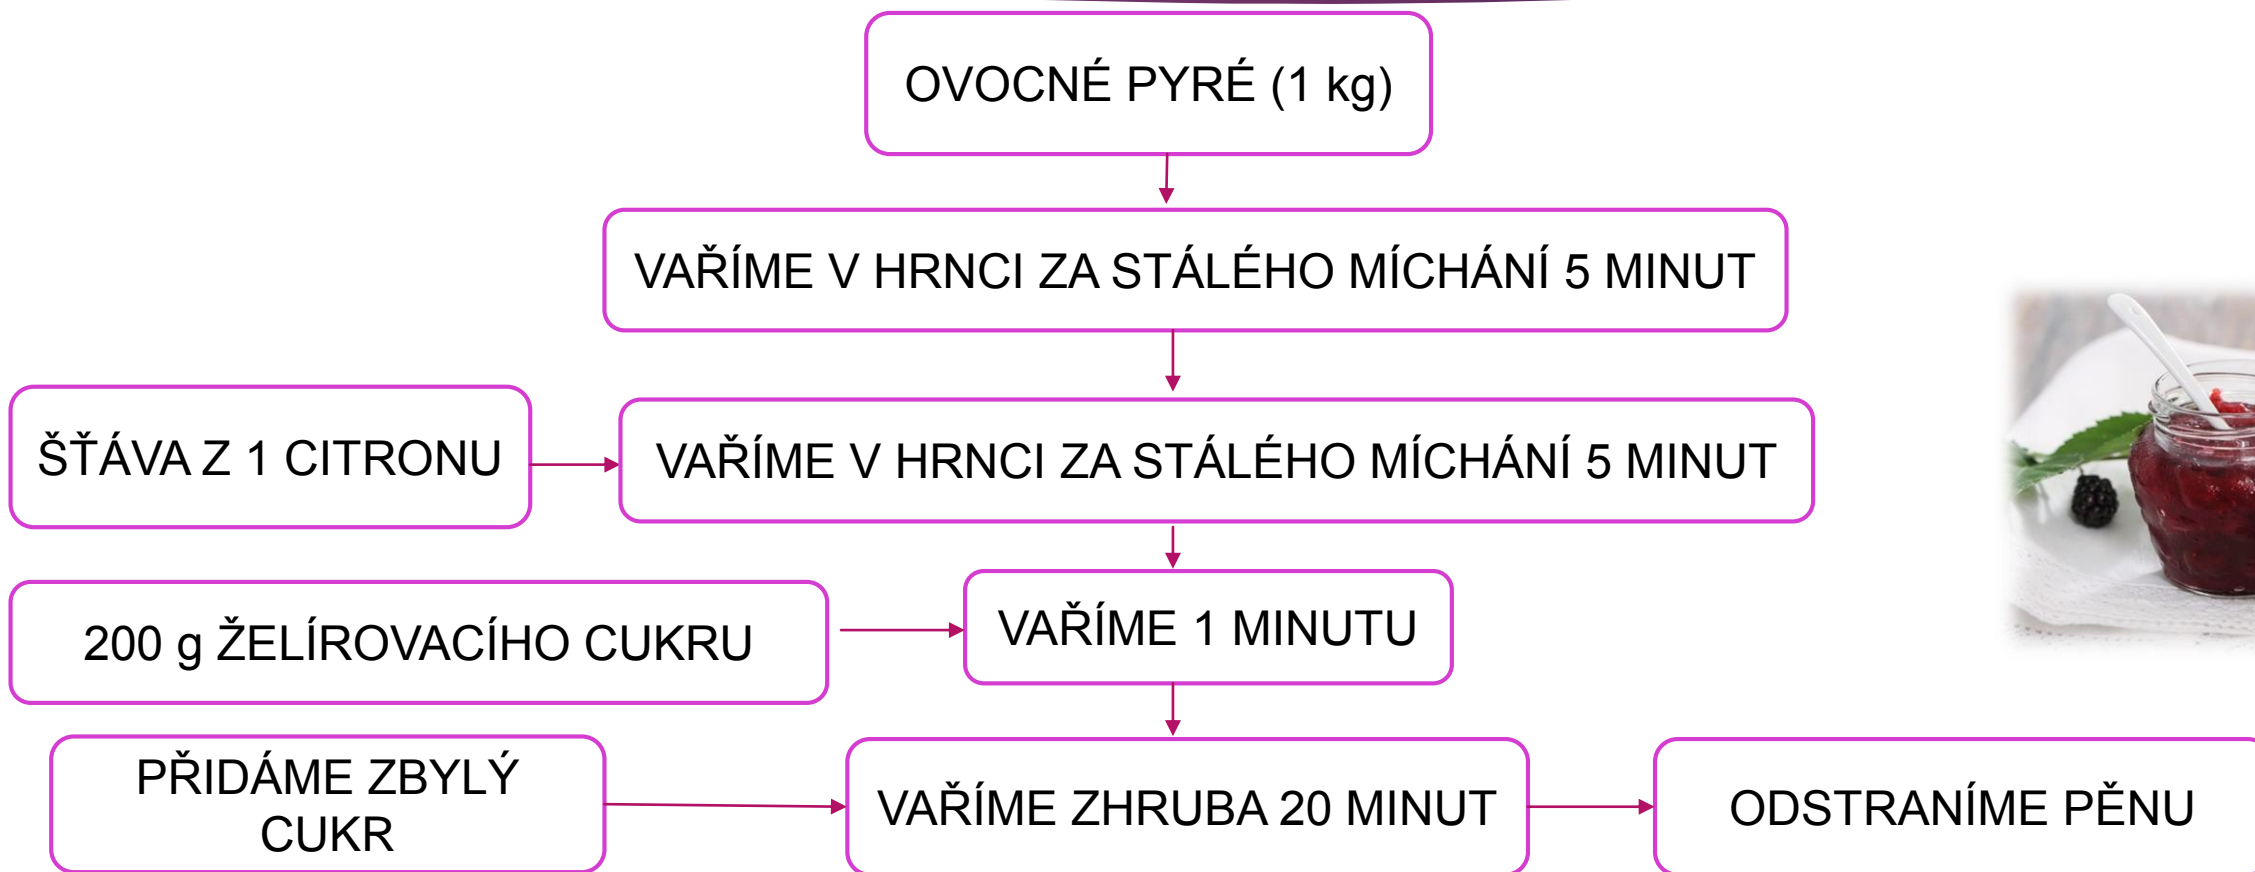 OVOCNÉ PYRÉ (1 kg)
VAŘÍME V HRNCI ZA STÁLÉHO MÍCHÁNÍ 5 MINUT
ŠŤÁVA Z 1 CITRONU
VAŘÍME V HRNCI ZA STÁLÉHO MÍCHÁNÍ 5 MINUT
200 g ŽELÍROVACÍHO CUKRU
VAŘÍME 1 MINUTU
PŘIDÁME ZBYLÝ
CUKR
VAŘÍME ZHRUBA 20 MINUT
ODSTRANÍME PĚNU